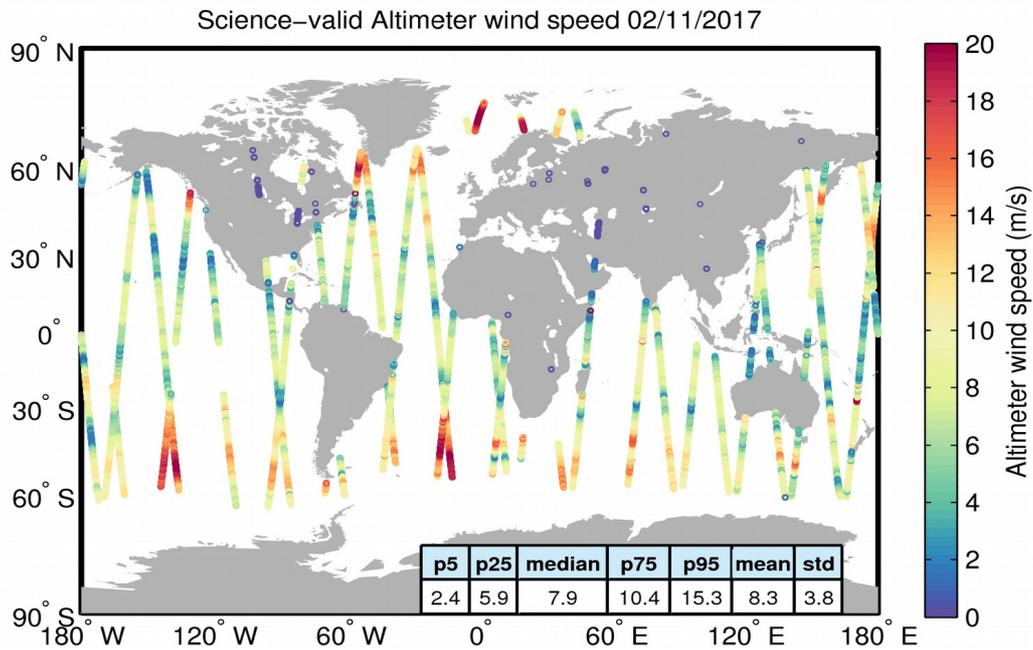 Science−valid Altimeter wind speed 02/11/2017
90° N
60° N
30° N
0°
30° S
60° S
90° S
180° W 120° W 60° W 0° 60° E 120° E 180° E
p5 p25 median p75 p95 mean std
2.4 5.9 7.9 10.4 15.3 8.3 3.8
20
18
16
14
12
10
8
6
4
2
0
Altimeter wind speed (m/s)